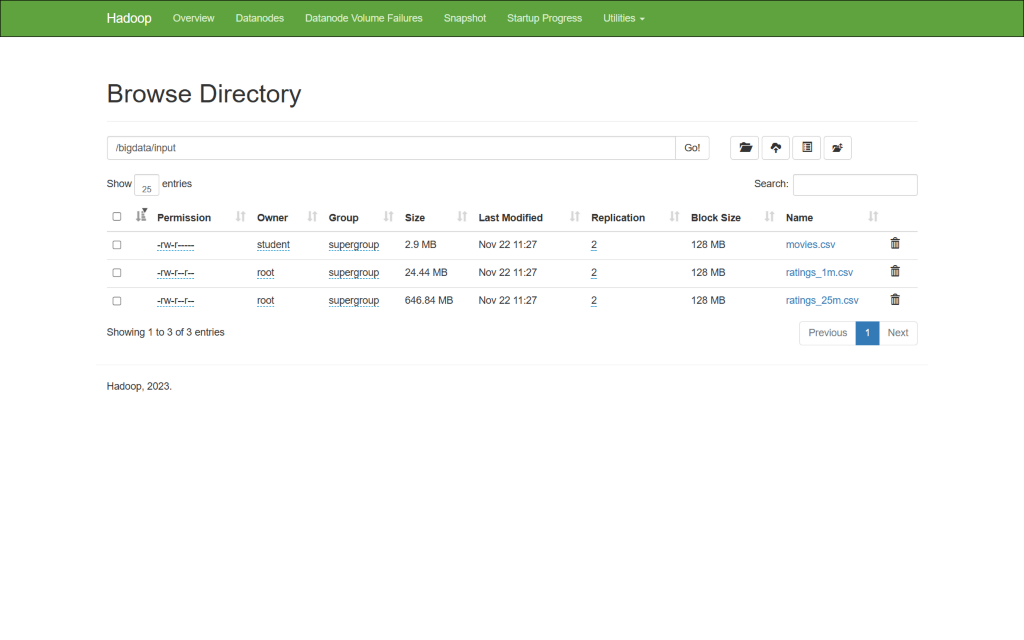 Hadoop Overview Datanodes Datanode Volume Failures Snapshot Startup Progress Utilities
Browse Directory
/bigdata/input Go!
Show 25 entries Search:
Permission Owner Group Size Last Modified Replication Block Size Name
-rw-r----- student supergroup 2.9 MB Nov 22 11:27 2 128 MB movies.csv
-rw-r--r-- root supergroup 24.44 MB Nov 22 11:27 2 128 MB ratings_1m.csv
-rw-r--r-- root supergroup 646.84 MB Nov 22 11:27 2 128 MB ratings_25m.csv
Showing 1 to 3 of 3 entries Previous 1 Next
Hadoop, 2023.